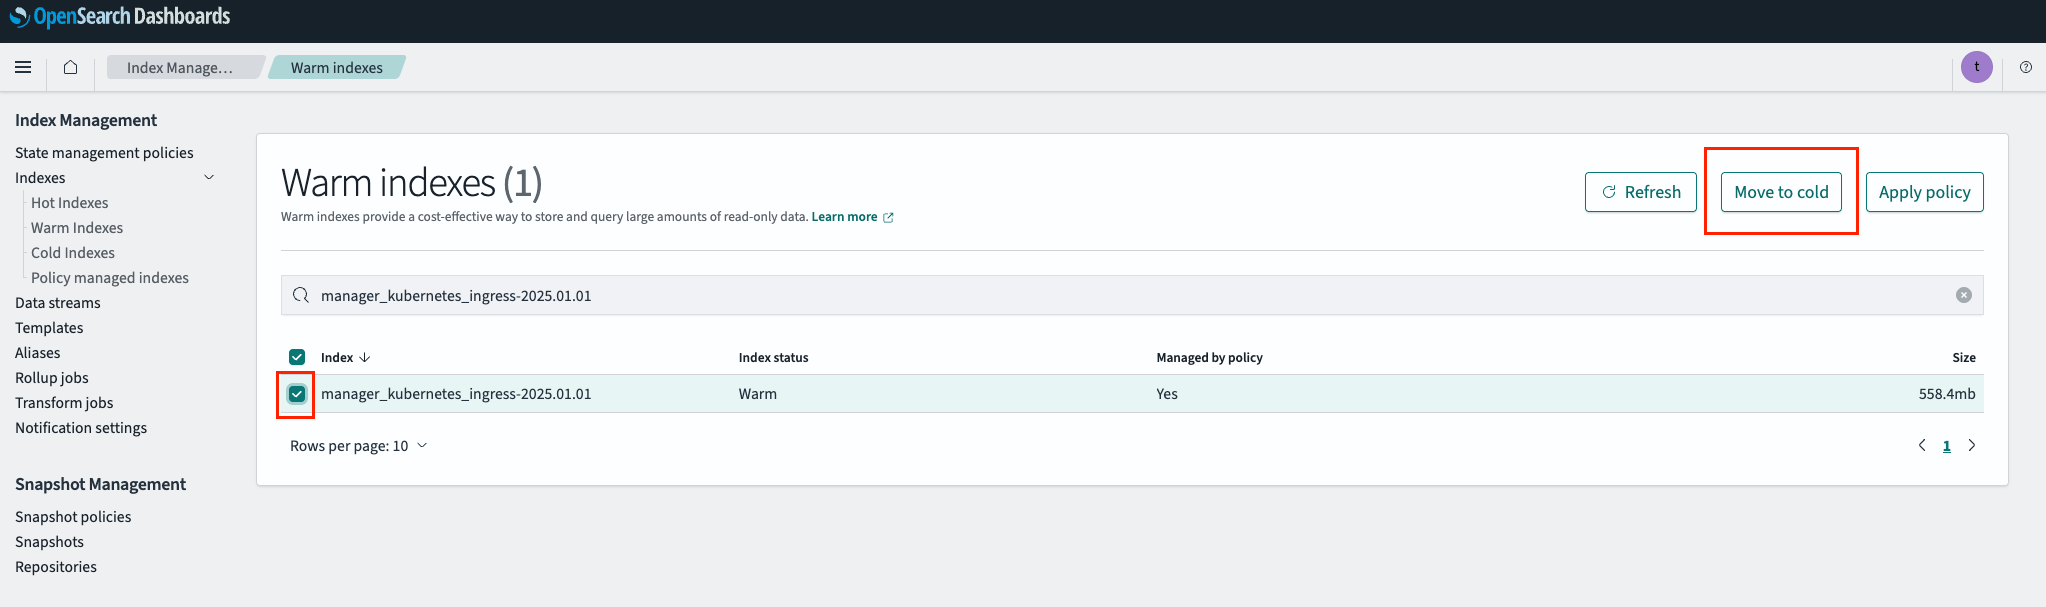 OpenSearch Dashboards
Index Manage...
Warm indexes
t
Index Management
State management policies
Indexes
Hot Indexes
Warm Indexes
Cold Indexes
Policy managed indexes
Data streams
Templates
Aliases
Rollup jobs
Transform jobs
Notification settings
Snapshot Management
Snapshot policies
Snapshots
Repositories
Warm indexes (1)
Warm indexes provide a cost-effective way to store and query large amounts of read-only data. Learn more
Refresh
Move to cold
Apply policy
manager_kubernetes_ingress-2025.01.01
Index Index status Managed by policy Size
manager_kubernetes_ingress-2025.01.01 Warm Yes 558.4mb
Rows per page: 10
1